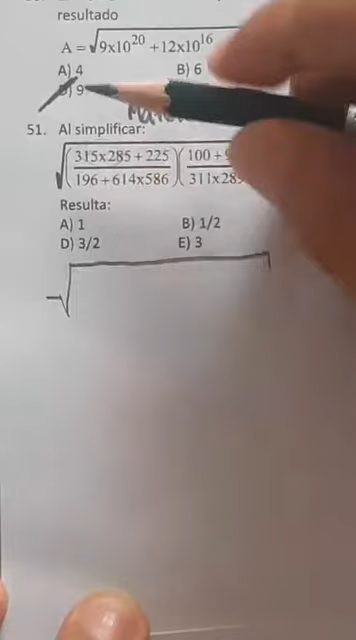 resultado
A = √9x10²⁰ +12x10¹⁶
A) 4 B) 6
9
51. Al simplificar:
√(315x285 + 225 / 196 + 614x586)(100 + / 311x28
Resulta:
A) 1 B) 1/2
D) 3/2 E) 3